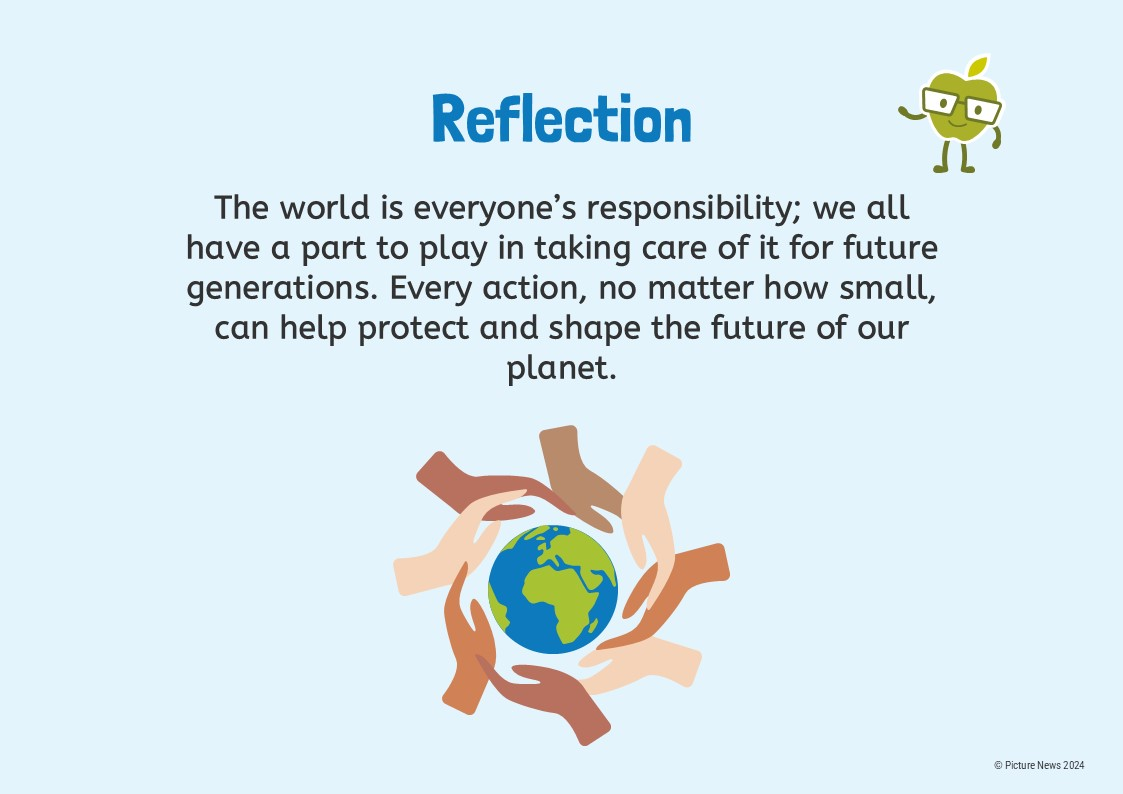 Reflection
The world is everyone’s responsibility; we all
have a part to play in taking care of it for future
generations. Every action, no matter how small,
can help protect and shape the future of our
planet.
© Picture News 2024